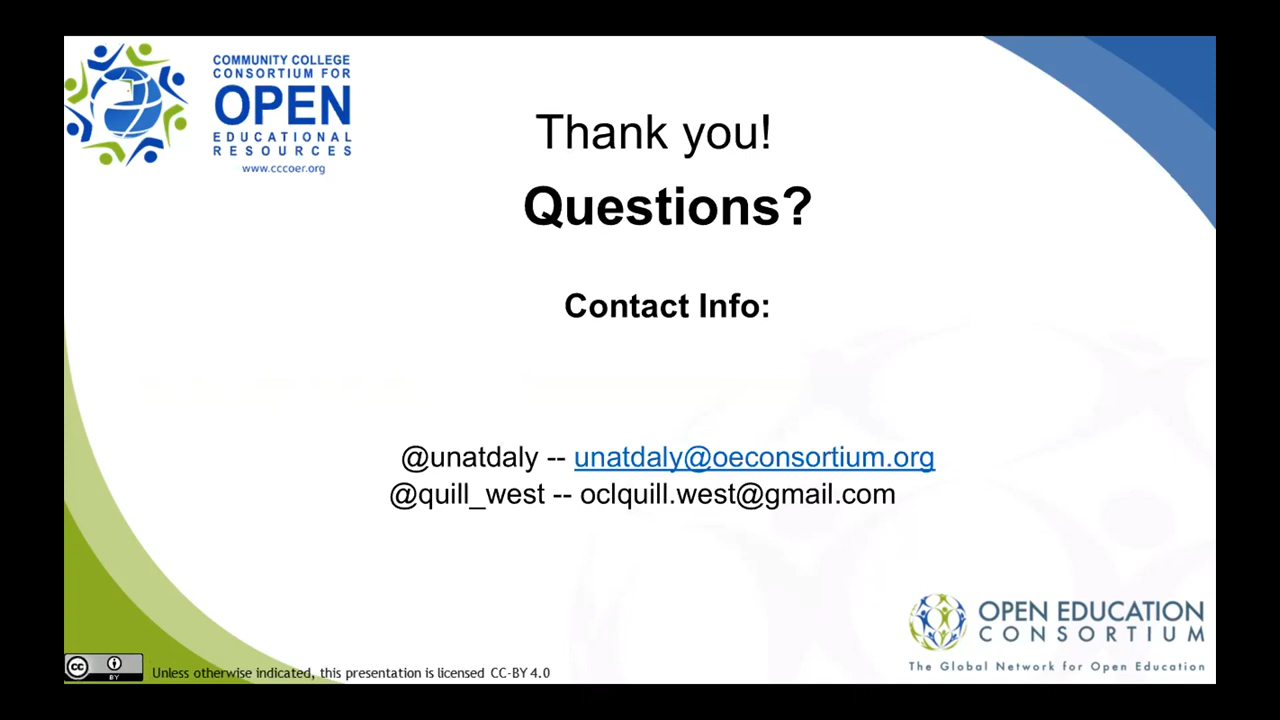 COMMUNITY COLLEGE
CONSORTIUM FOR
OPEN
EDUCATIONAL
RESOURCES
www.cccoer.org
Thank you!
Questions?
Contact Info:
@unatdaly -- unatdaly@oeconsortium.org
@quill_west -- oclquill.west@gmail.com
OPEN EDUCATION
CONSORTIUM
The Global Network for Open Education
cc
BY
Unless otherwise indicated, this presentation is licensed CC-BY 4.0